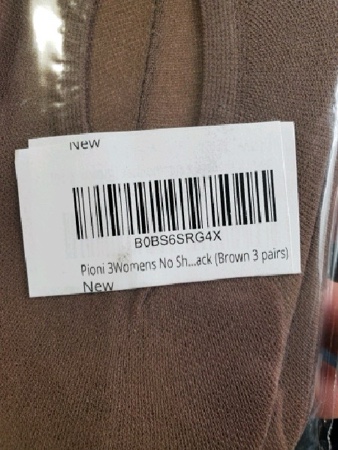 New
B0BS6SRG4X
Pioni 3Womens No Sh...ack (Brown 3 pairs)
New